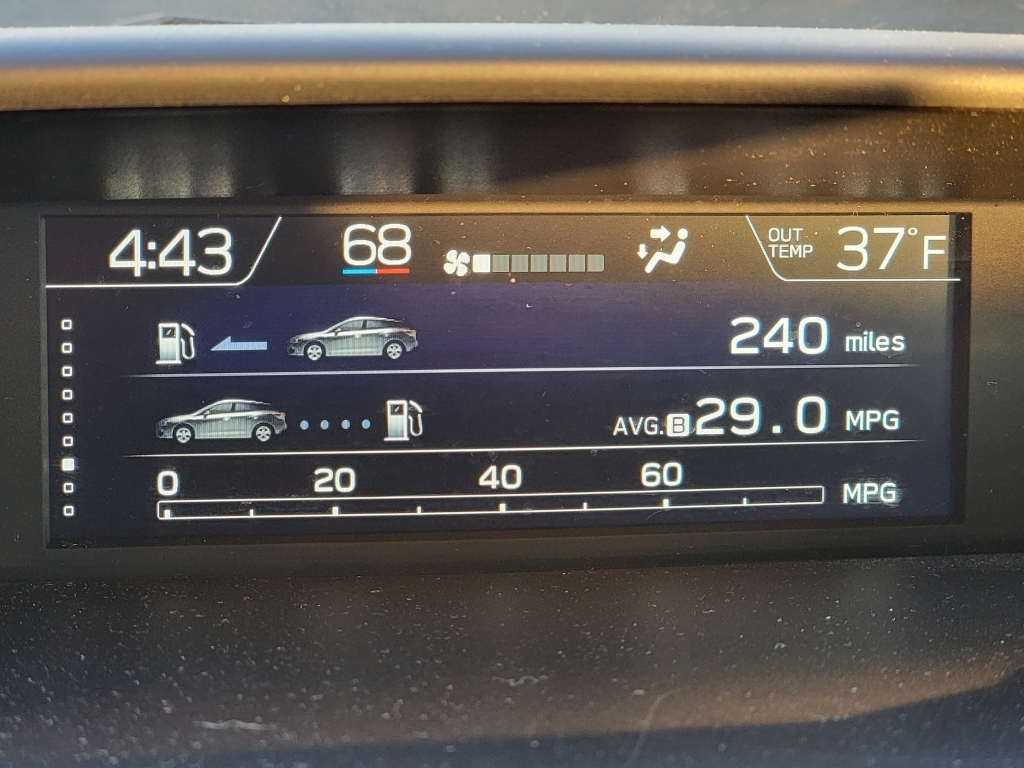 4:43 68 OUT TEMP 37°F
240 miles
AVG. B 29.0 MPG
0 20 40 60
MPG